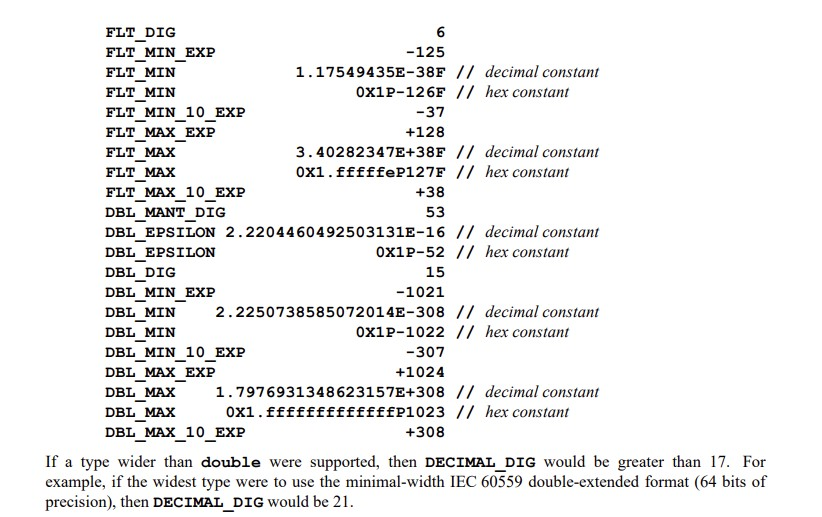 FLT_DIG 6
FLT_MIN_EXP -125
FLT_MIN 1.17549435E-38F // decimal constant
FLT_MIN 0X1P-126F // hex constant
FLT_MIN_10_EXP -37
FLT_MAX_EXP +128
FLT_MAX 3.40282347E+38F // decimal constant
FLT_MAX 0X1.fffffeP127F // hex constant
FLT_MAX_10_EXP +38
DBL_MANT_DIG 53
DBL_EPSILON 2.2204460492503131E-16 // decimal constant
DBL_EPSILON 0X1P-52 // hex constant
DBL_DIG 15
DBL_MIN_EXP -1021
DBL_MIN 2.2250738585072014E-308 // decimal constant
DBL_MIN 0X1P-1022 // hex constant
DBL_MIN_10_EXP -307
DBL_MAX_EXP +1024
DBL_MAX 1.7976931348623157E+308 // decimal constant
DBL_MAX 0X1.fffffffffffffP1023 // hex constant
DBL_MAX_10_EXP +308
If a type wider than double were supported, then DECIMAL_DIG would be greater than 17. For
example, if the widest type were to use the minimal-width IEC 60559 double-extended format (64 bits of
precision), then DECIMAL_DIG would be 21.